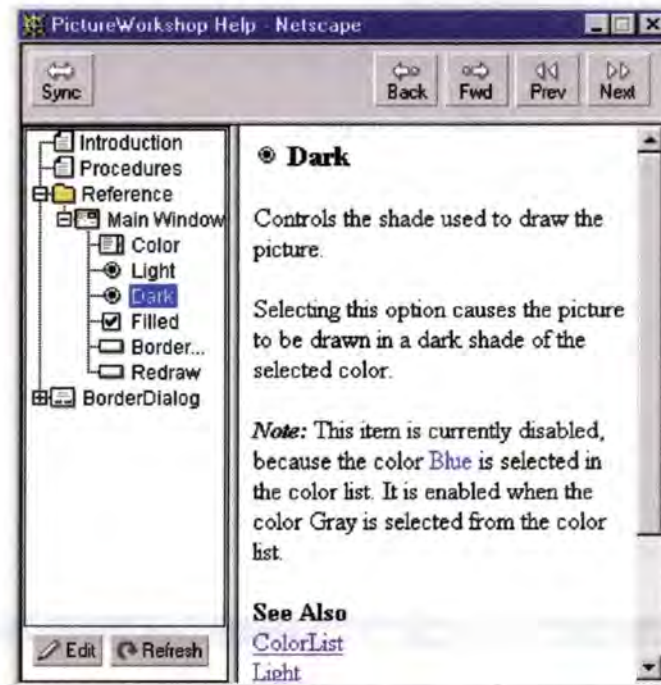 PictureWorkshop Help - Netscape
Sync
Back Fwd Prev Next
Introduction
Procedures
Reference
Main Window
Color
Light
Dark
Filled
Border...
Redraw
BorderDialog
Edit Refresh
Dark
Controls the shade used to draw the
picture.
Selecting this option causes the picture
to be drawn in a dark shade of the
selected color.
Note: This item is currently disabled,
because the color Blue is selected in
the color list. It is enabled when the
color Gray is selected from the color
list.
See Also
ColorList
Light